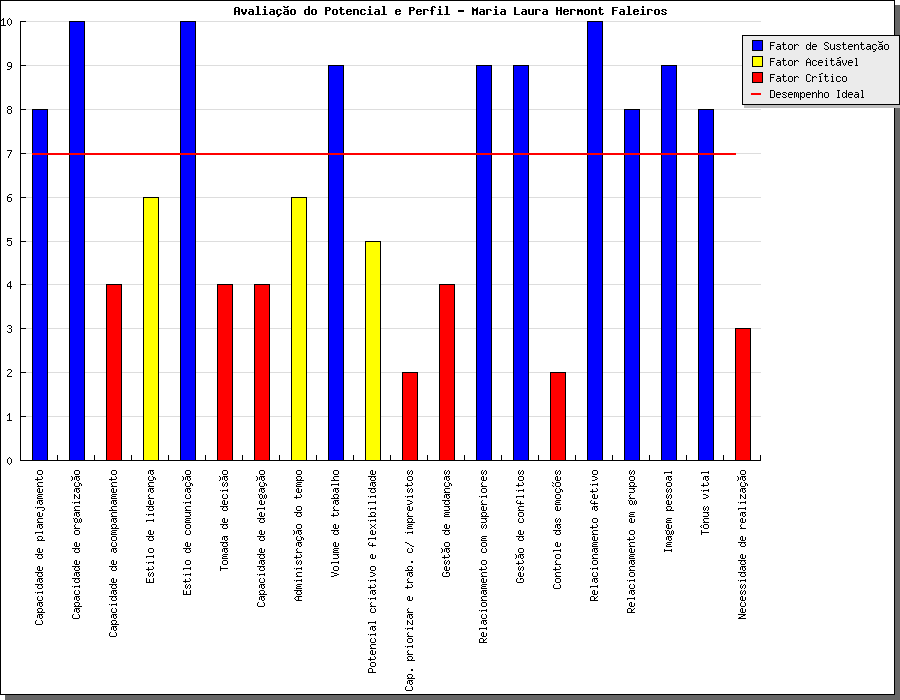 Avaliação do Potencial e Perfil - Maria Laura Hermont Faleiros
10
9
8
7
6
5
4
3
2
1
0
Fator de Sustentação
Fator Aceitável
Fator Crítico
Desempenho Ideal
Capacidade de planejamento
Capacidade de organização
Capacidade de acompanhamento
Estilo de liderança
Estilo de comunicação
Tomada de decisão
Capacidade de delegação
Administração do tempo
Volume de trabalho
Potencial criativo e flexibilidade
Cap. priorizar e trab. c/ imprevistos
Gestão de mudanças
Relacionamento com superiores
Gestão de conflitos
Controle das emoções
Relacionamento afetivo
Relacionamento em grupos
Imagem pessoal
Tônus vital
Necessidade de realização